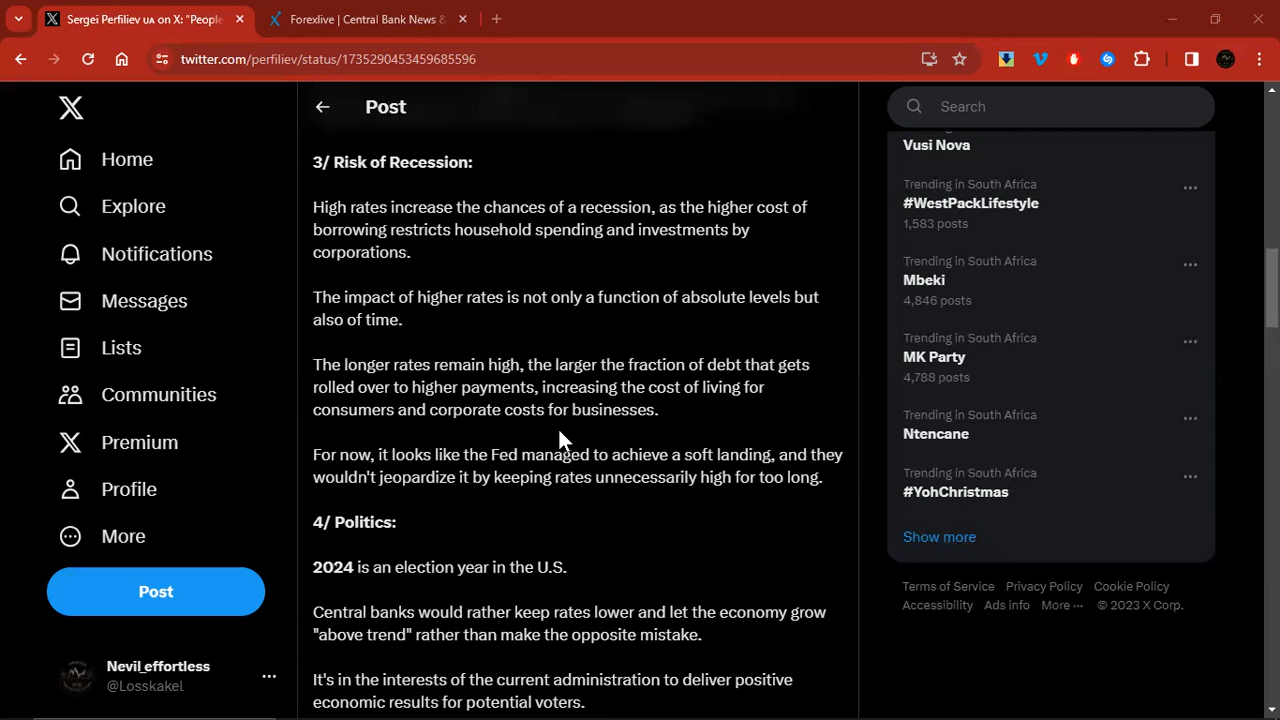 Sergei Perfiliev UA on X: "People
Forexlive | Central Bank News &
twitter.com/perfiliev/status/1735290453459685596
Home
Explore
Notifications
Messages
Lists
Communities
Premium
Profile
More
Post
Nevil_effortless
@Losskakel
Post
3/ Risk of Recession:
High rates increase the chances of a recession, as the higher cost of
borrowing restricts household spending and investments by
corporations.
The impact of higher rates is not only a function of absolute levels but
also of time.
The longer rates remain high, the larger the fraction of debt that gets
rolled over to higher payments, increasing the cost of living for
consumers and corporate costs for businesses.
For now, it looks like the Fed managed to achieve a soft landing, and they
wouldn't jeopardize it by keeping rates unnecessarily high for too long.
4/ Politics:
2024 is an election year in the U.S.
Central banks would rather keep rates lower and let the economy grow
"above trend" rather than make the opposite mistake.
It's in the interests of the current administration to deliver positive
economic results for potential voters.
Search
Vusi Nova
Trending in South Africa
#WestPackLifestyle
1,583 posts
Trending in South Africa
Mbeki
4,846 posts
Trending in South Africa
MK Party
4,788 posts
Trending in South Africa
Ntencane
Trending in South Africa
#YohChristmas
Show more
Terms of Service Privacy Policy Cookie Policy
Accessibility Ads info More ··· © 2023 X Corp.